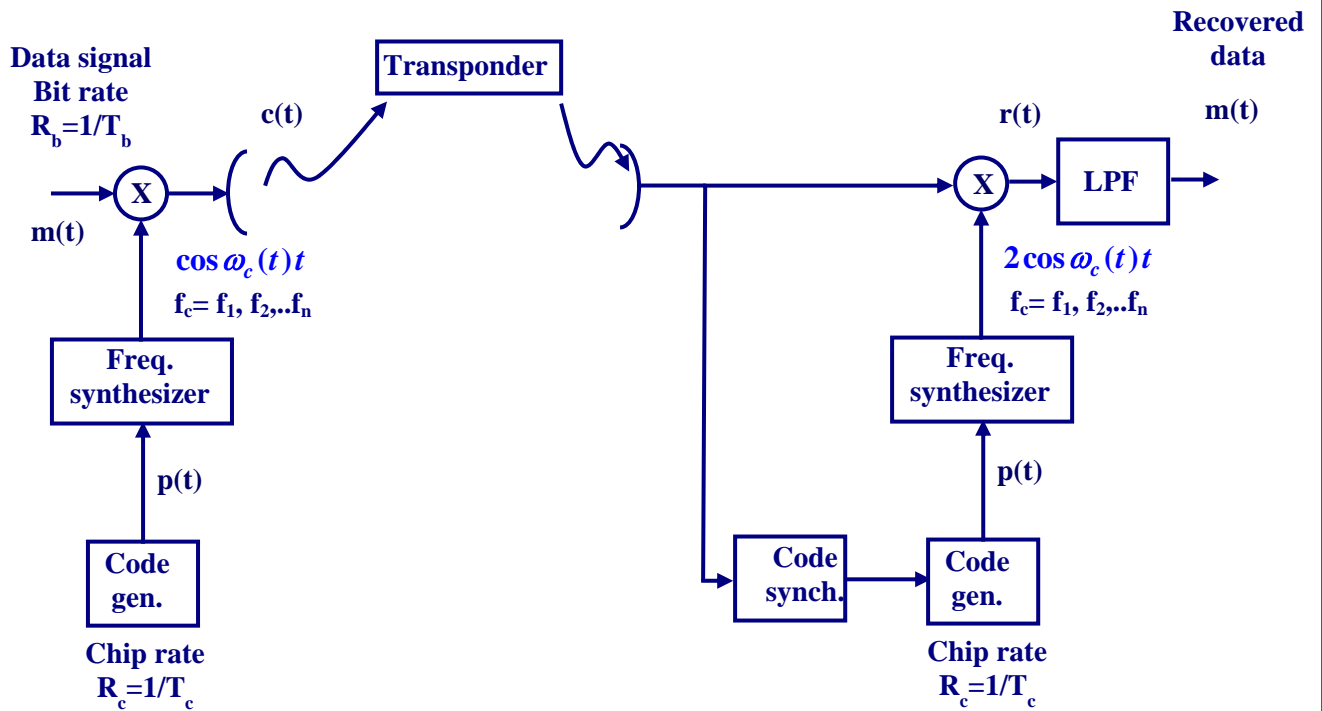 Data signal
Bit rate
R_b=1/T_b
m(t)
X
cos ω_c(t)t
f_c= f_1, f_2,..f_n
Freq.
synthesizer
p(t)
Code
gen.
Chip rate
R_c=1/T_c
c(t)
Transponder
X
r(t)
LPF
Recovered
data
m(t)
2cos ω_c(t)t
f_c= f_1, f_2,..f_n
Freq.
synthesizer
p(t)
Code
synch.
Code
gen.
Chip rate
R_c=1/T_c